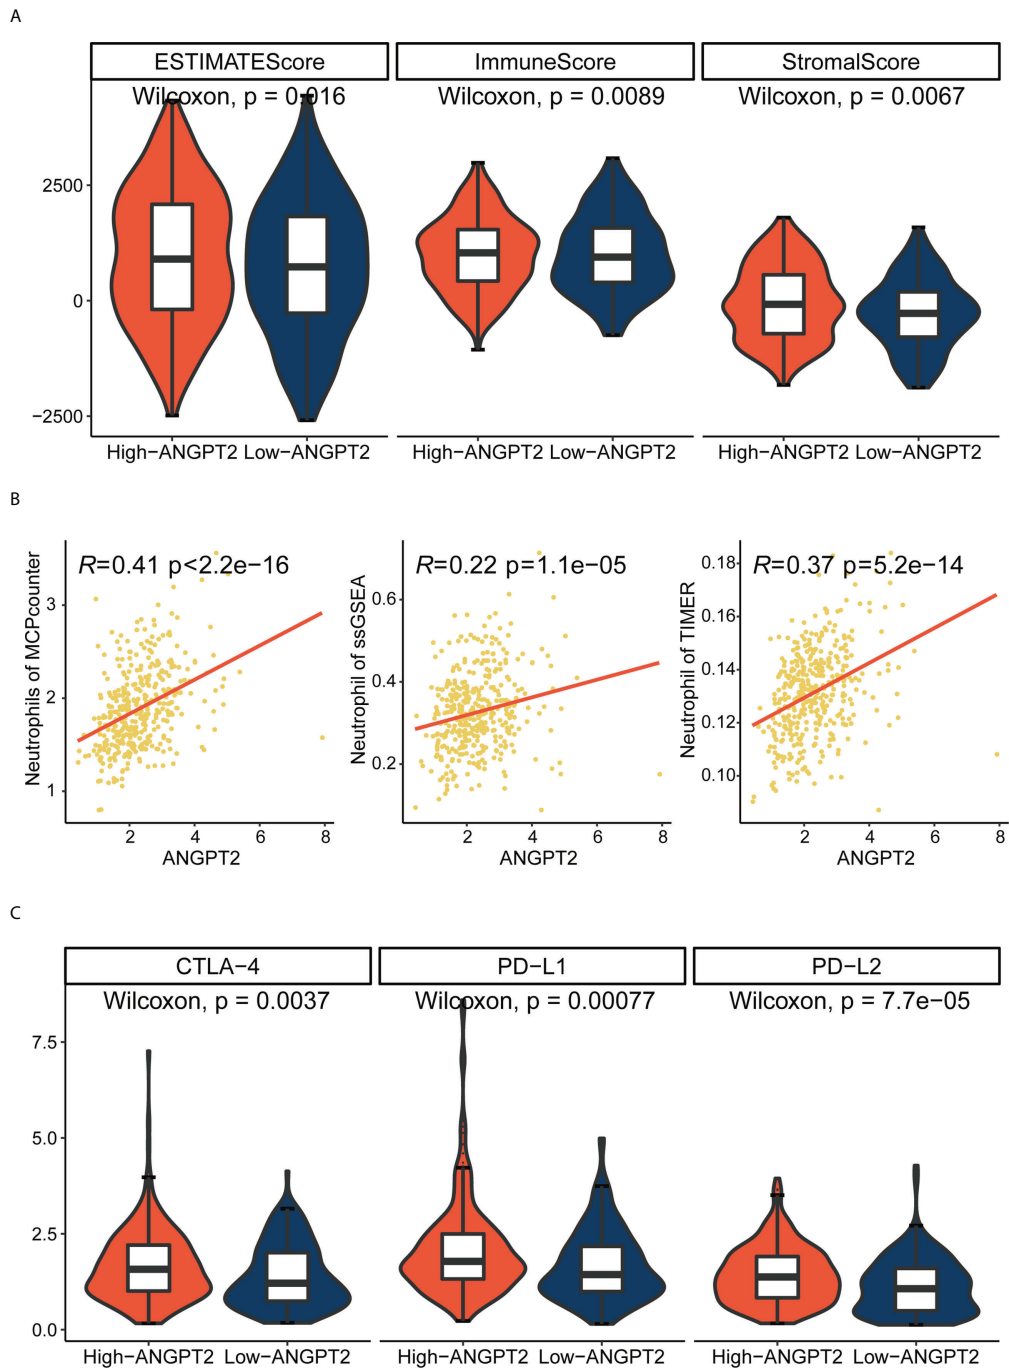 A
ESTIMATEScore ImmuneScore StromalScore
Wilcoxon, p = 0.016 Wilcoxon, p = 0.0089 Wilcoxon, p = 0.0067
2500
0
−2500
High−ANGPT2 Low−ANGPT2 High−ANGPT2 Low−ANGPT2 High−ANGPT2 Low−ANGPT2
B
Neutrophils of MCPcounter
R=0.41 p<2.2e−16
3
2
1
2 4 6 8
ANGPT2
Neutrophil of ssGSEA
R=0.22 p=1.1e−05
0.6
0.4
0.2
2 4 6 8
ANGPT2
Neutrophil of TIMER
R=0.37 p=5.2e−14
0.18
0.16
0.14
0.12
0.10
2 4 6 8
ANGPT2
C
CTLA−4 PD−L1 PD−L2
Wilcoxon, p = 0.0037 Wilcoxon, p = 0.00077 Wilcoxon, p = 7.7e−05
7.5
5.0
2.5
0.0
High−ANGPT2 Low−ANGPT2 High−ANGPT2 Low−ANGPT2 High−ANGPT2 Low−ANGPT2